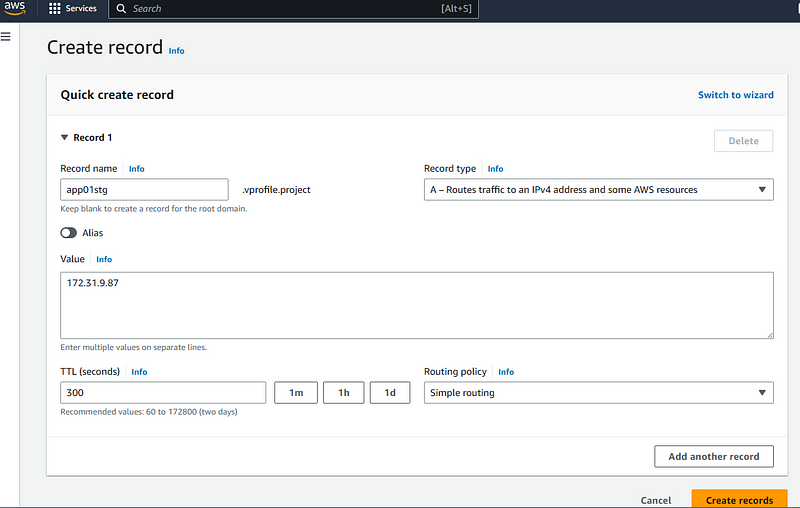 aws
Services
Search
[Alt+S]
Create record
Info
Quick create record
Switch to wizard
Record 1
Delete
Record name
Info
app01stg
.vprofile.project
Keep blank to create a record for the root domain.
Record type
Info
A – Routes traffic to an IPv4 address and some AWS resources
Alias
Value
Info
172.31.9.87
Enter multiple values on separate lines.
TTL (seconds)
Info
300
1m
1h
1d
Recommended values: 60 to 172800 (two days)
Routing policy
Info
Simple routing
Add another record
Cancel
Create records